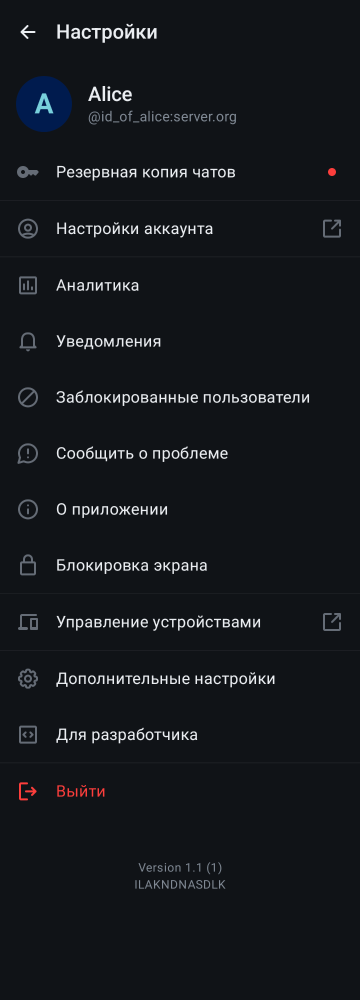 Настройки
A
Alice
@id_of_alice:server.org
Резервная копия чатов
Настройки аккаунта
Аналитика
Уведомления
Заблокированные пользователи
Сообщить о проблеме
О приложении
Блокировка экрана
Управление устройствами
Дополнительные настройки
Для разработчика
Выйти
Version 1.1 (1)
ILAKNDNASDLK